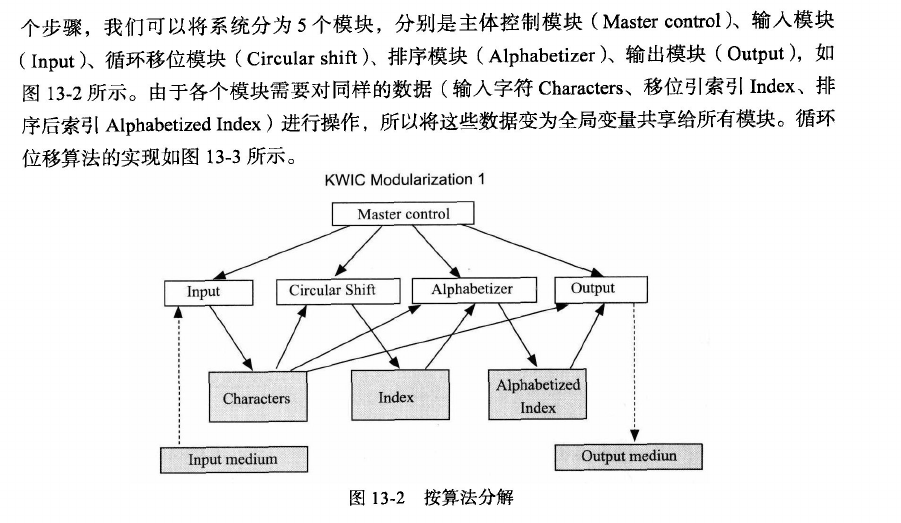 个步骤，我们可以将系统分为5个模块，分别是主体控制模块（Master control）、输入模块
（Input）、循环移位模块（Circular shift）、排序模块（Alphabetizer）、输出模块（Output），如
图 13-2 所示。由于各个模块需要对同样的数据（输入字符 Characters、移位引索引 Index、排
序后索引 Alphabetized Index）进行操作，所以将这些数据变为全局变量共享给所有模块。循环
位移算法的实现如图 13-3 所示。
KWIC Modularization 1
Master control
Input
Circular Shift
Alphabetizer
Output
Characters
Index
Alphabetized
Index
Input medium
Output mediun
图 13-2 按算法分解